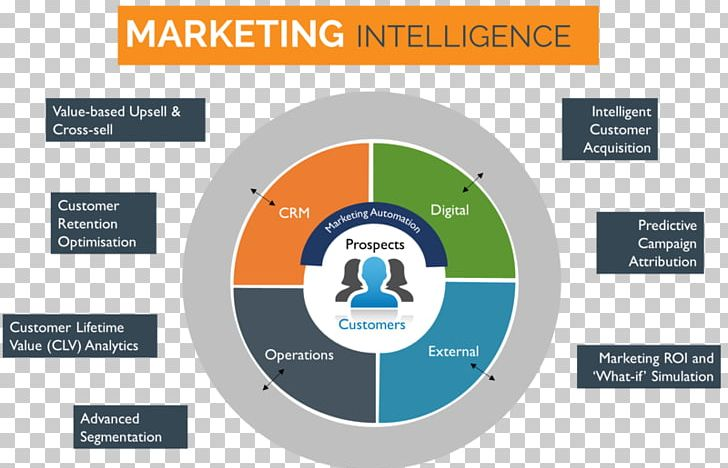 MARKETING INTELLIGENCE
Value-based Upsell &
Cross-sell
Customer
Retention
Optimisation
Customer Lifetime
Value (CLV) Analytics
Advanced
Segmentation
CRM
Digital
Marketing Automation
Prospects
Customers
Operations
External
Intelligent
Customer
Acquisition
Predictive
Campaign
Attribution
Marketing ROI and
‘What-if’ Simulation